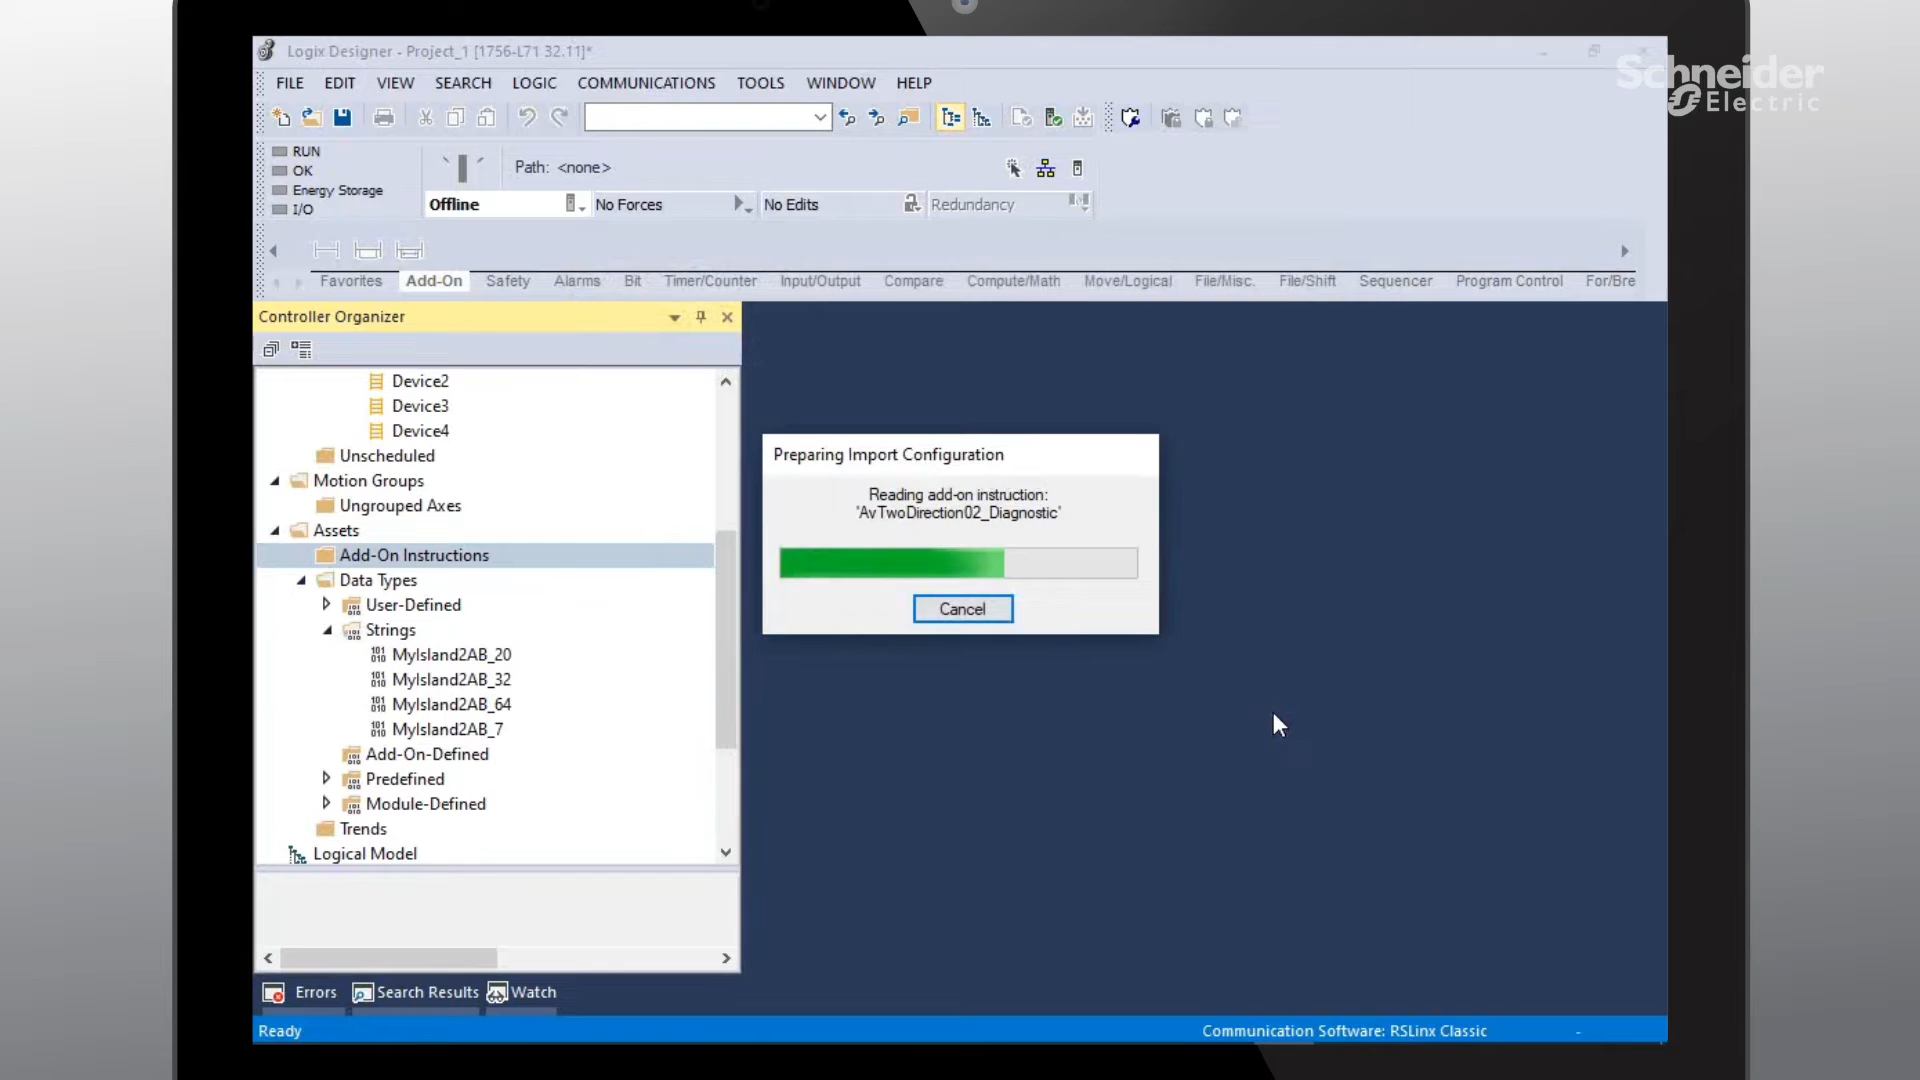 Logix Designer - Project_1 [1756-L71 32.11]*
Schneider
Electric
FILE EDIT VIEW SEARCH LOGIC COMMUNICATIONS TOOLS WINDOW HELP
RUN
OK
Energy Storage
I/O
Path: <none>
Offline No Forces No Edits Redundancy
Favorites Add-On Safety Alarms Bit Timer/Counter Input/Output Compare Compute/Math Move/Logical File/Misc. File/Shift Sequencer Program Control For/Bre
Controller Organizer
Device2
Device3
Device4
Unscheduled
Motion Groups
Ungrouped Axes
Assets
Add-On Instructions
Data Types
User-Defined
Strings
MyIsland2AB_20
MyIsland2AB_32
MyIsland2AB_64
MyIsland2AB_7
Add-On-Defined
Predefined
Module-Defined
Trends
Logical Model
Preparing Import Configuration
Reading add-on instruction:
'AvTwoDirection02_Diagnostic'
Cancel
Errors Search Results Watch
Ready
Communication Software: RSLinx Classic -